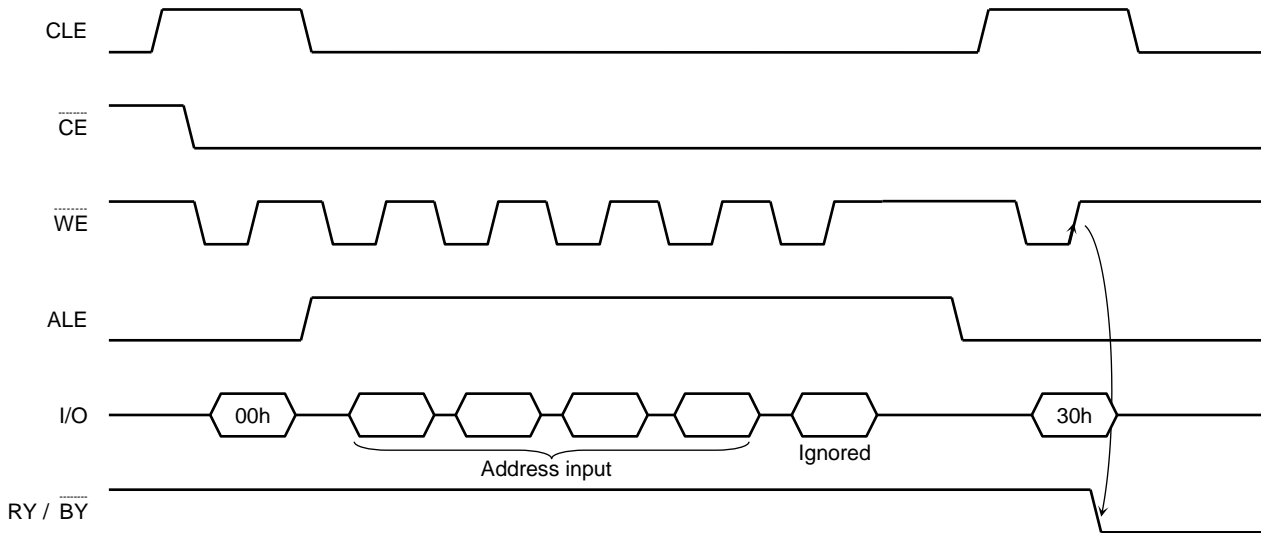 CLE
CE
WE
ALE
I/O 00h 30h
Ignored
Address input
RY / BY